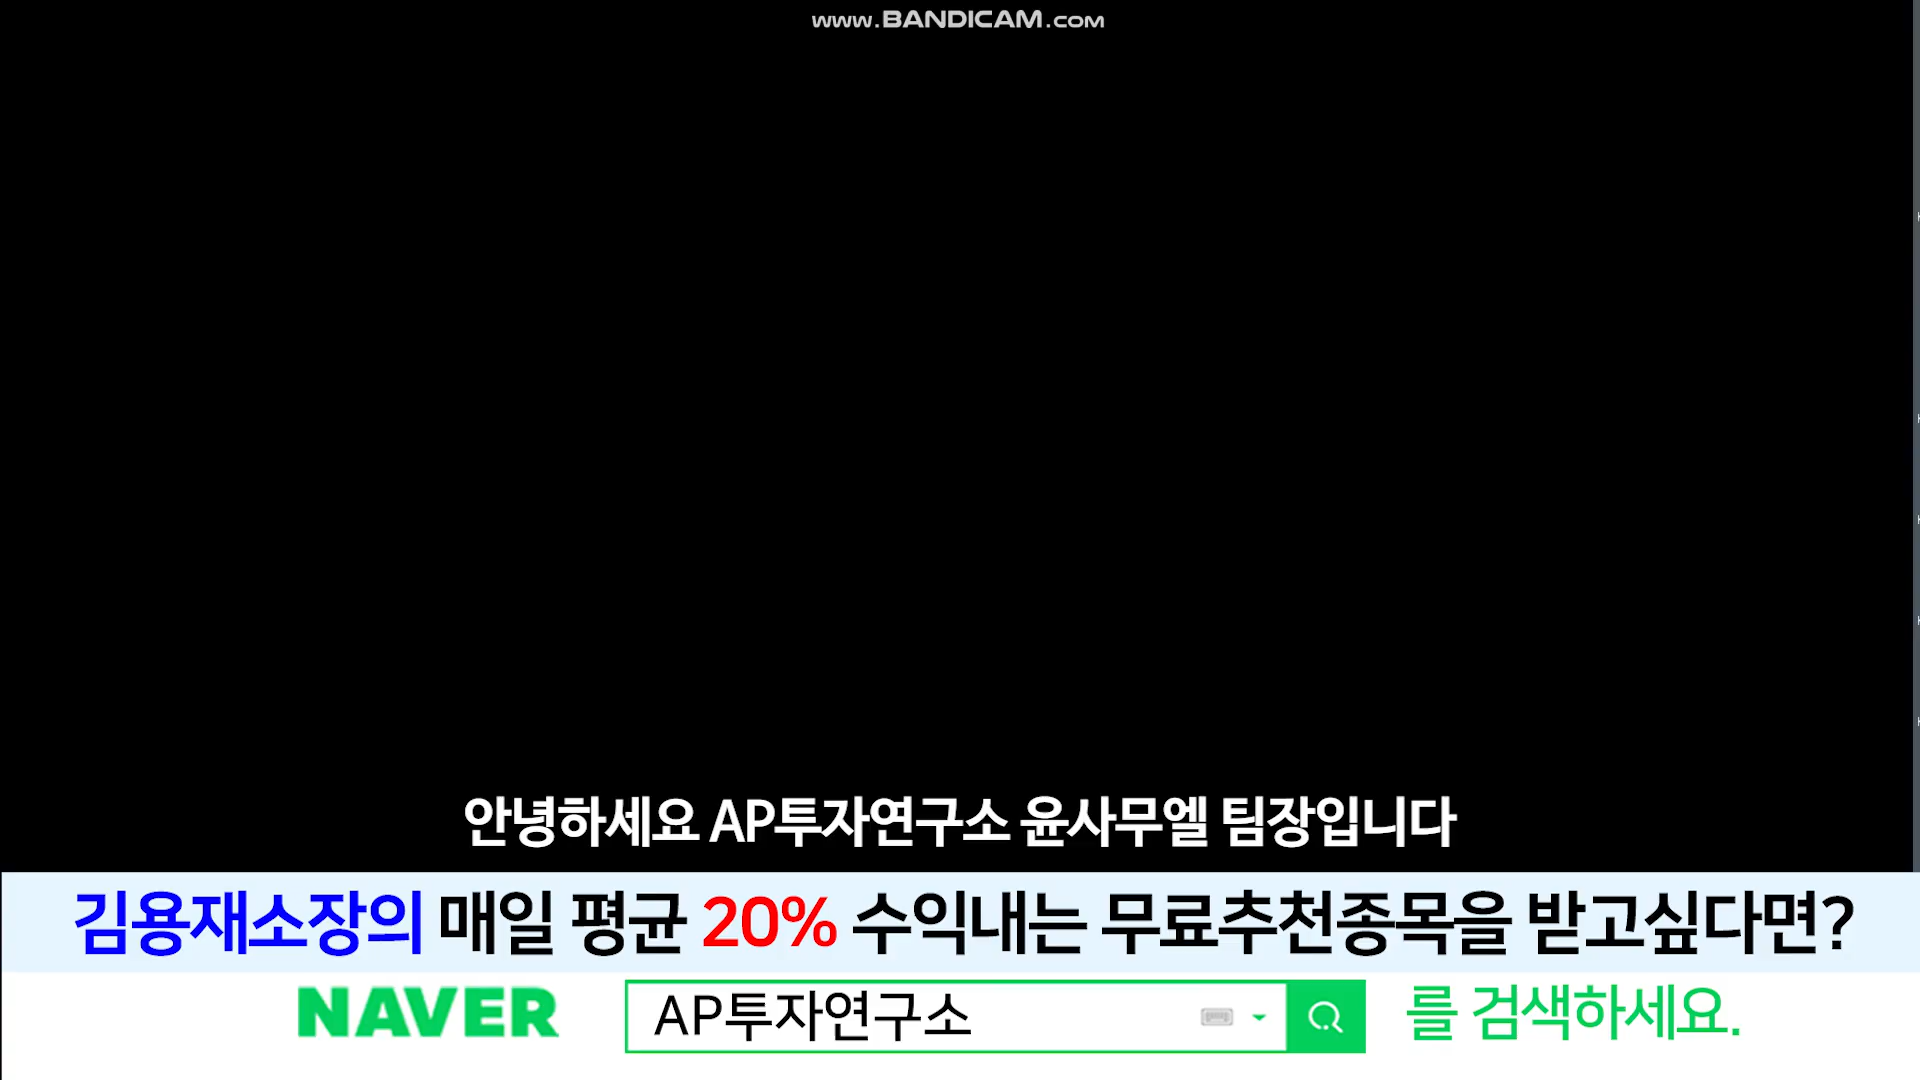 www.BANDICAM.com
안녕하세요 AP투자연구소 윤사무엘 팀장입니다
김용재소장의 매일 평균 20% 수익내는 무료추천종목을 받고싶다면?
NAVER AP투자연구소 를 검색하세요.